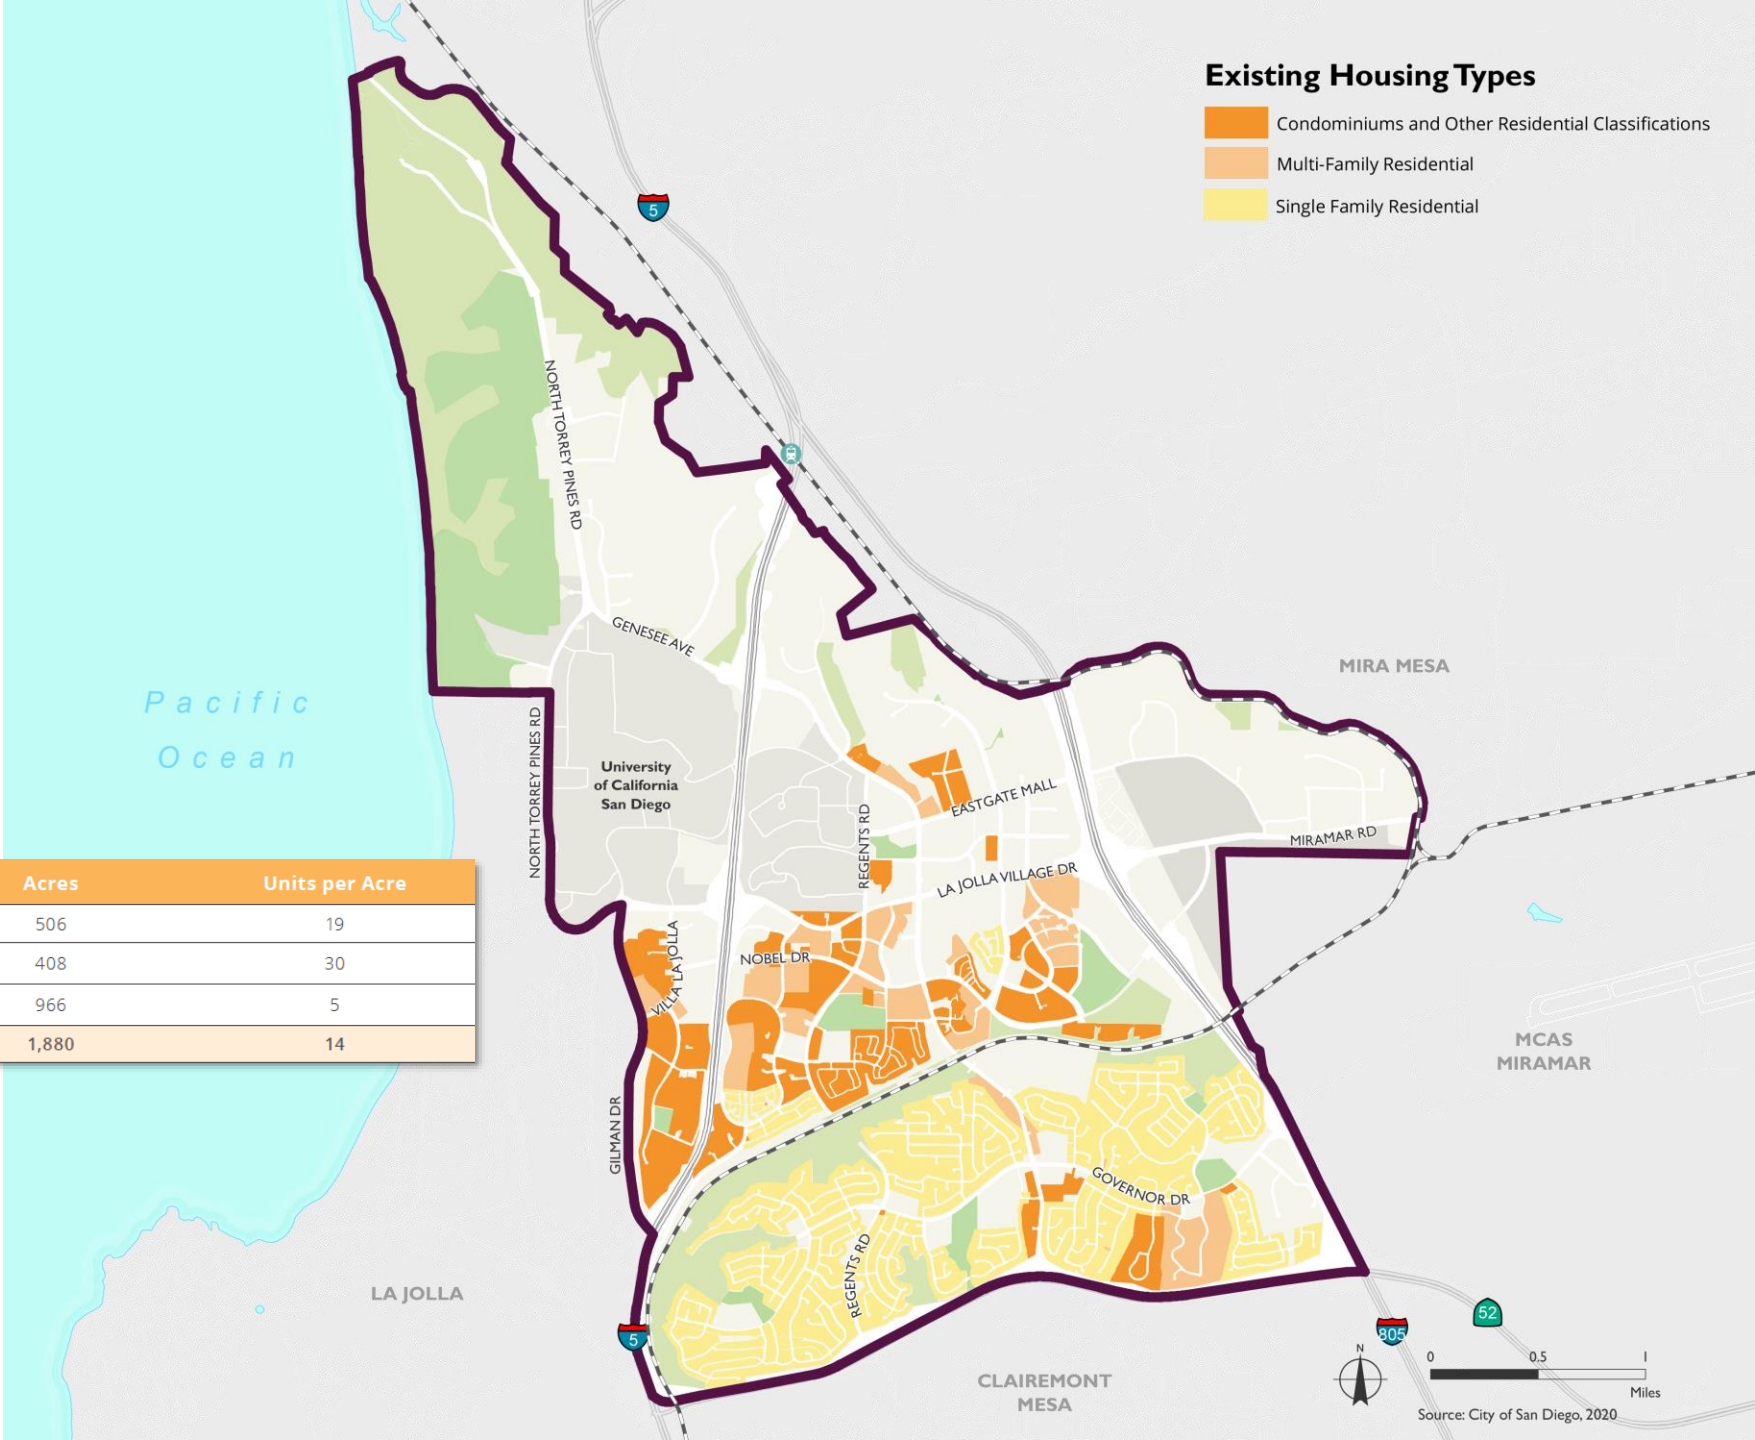 Existing Housing Types
Condominiums and Other Residential Classifications
Multi-Family Residential
Single Family Residential
5
NORTH TORREY PINES RD
GENESEE AVE
MIRA MESA
Pacific
Ocean
NORTH TORREY PINES RD
University
of California
San Diego
REGENTS RD
EASTGATE MALL
MIRAMAR RD
LA JOLLA VILLAGE DR
Acres Units per Acre
506 19
408 30
966 5
1,880 14
VILLA LA JOLLA
NOBEL DR
MCAS
MIRAMAR
GILMAN DR
GOVERNOR DR
REGENTS RD
LA JOLLA
5
52
805
CLAIREMONT
MESA
N
0 0.5 1
Miles
Source: City of San Diego, 2020